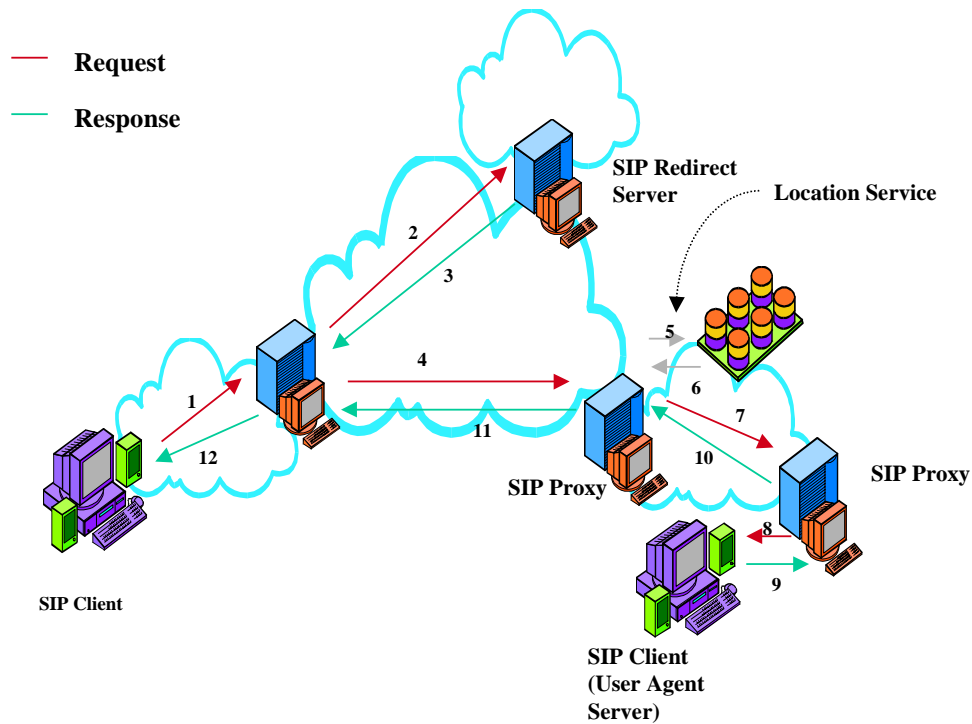 Request
Response
SIP Redirect
Server
Location Service
2
3
5
4
6
1
7
11
12
10
SIP Proxy
SIP Proxy
8
9
SIP Client
SIP Client
(User Agent
Server)